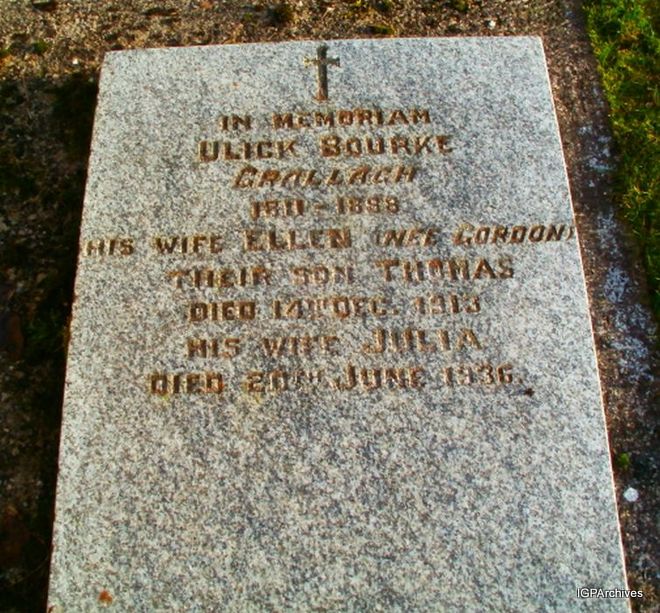 IN MEMORIAM
ULICK BOURKE
GRALLAGH
1811-1898
HIS WIFE ELLEN (NEE GORDON)
THEIR SON THOMAS
DIED 14TH DEC. 1913
HIS WIFE JULIA
DIED 20TH JUNE 1936.
IGPArchives